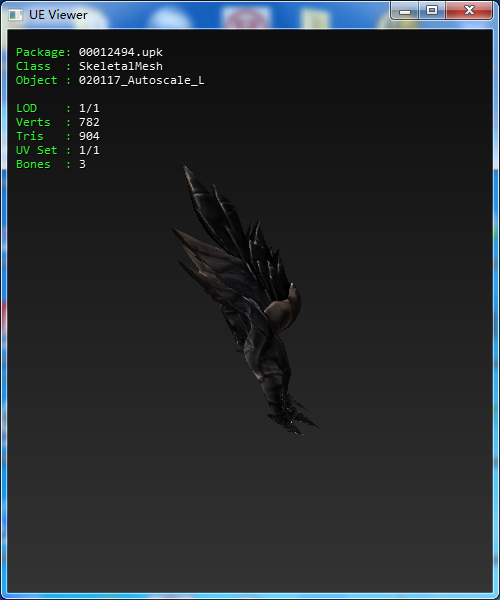 UE Viewer
Package: 00012494.upk
Class : SkeletalMesh
Object : 020117_Autoscale_L
LOD : 1/1
Verts : 782
Tris : 904
UV Set : 1/1
Bones : 3